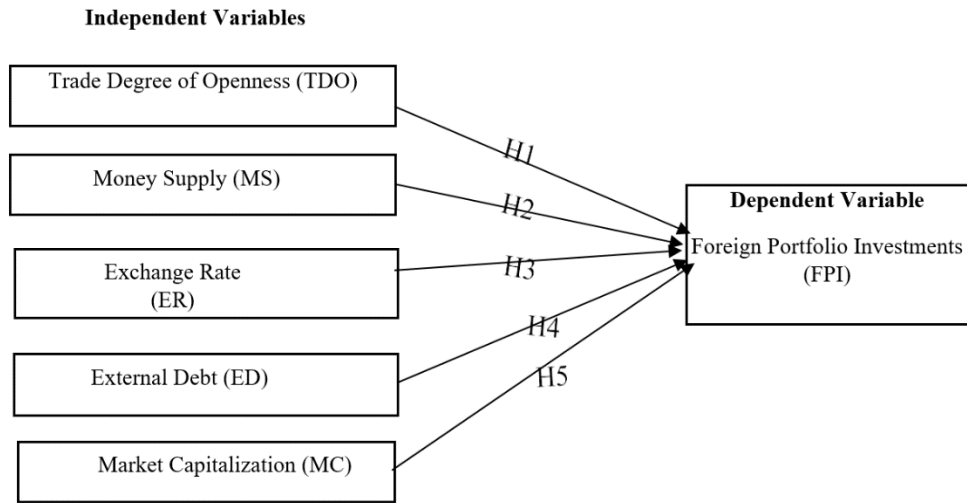 Independent Variables
Trade Degree of Openness (TDO)
Money Supply (MS)
Exchange Rate
(ER)
External Debt (ED)
Market Capitalization (MC)
H1
H2
H3
H4
H5
Dependent Variable
Foreign Portfolio Investments
(FPI)